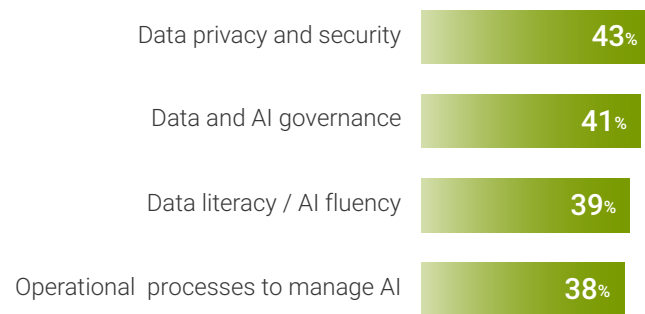 Data privacy and security 43%
Data and AI governance 41%
Data literacy / AI fluency 39%
Operational processes to manage AI 38%